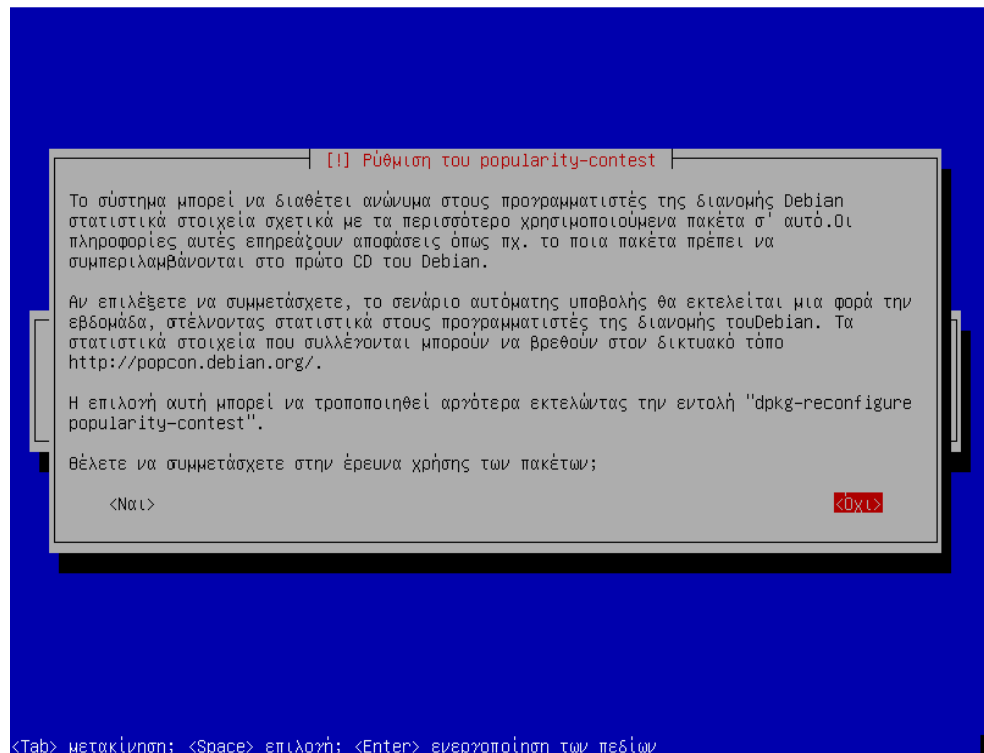 [!] Ρύθμιση του popularity-contest
Το σύστημα μπορεί να διαθέτει ανώνυμα στους προγραμματιστές της διανομής Debian
στατιστικά στοιχεία σχετικά με τα περισσότερο χρησιμοποιούμενα πακέτα σ' αυτό.Οι
πληροφορίες αυτές επηρεάζουν αποφάσεις όπως πχ. το ποια πακέτα πρέπει να
συμπεριλαμβάνονται στο πρώτο CD του Debian.
Αν επιλέξετε να συμμετάσχετε, το σενάριο αυτόματης υποβολής θα εκτελείται μια φορά την
εβδομάδα, στέλνοντας στατιστικά στους προγραμματιστές της διανομής τουDebian. Τα
στατιστικά στοιχεία που συλλέγονται μπορούν να βρεθούν στον δικτυακό τόπο
http://popcon.debian.org/.
Η επιλογή αυτή μπορεί να τροποποιηθεί αργότερα εκτελώντας την εντολή "dpkg-reconfigure
popularity-contest".
Θέλετε να συμμετάσχετε στην έρευνα χρήσης των πακέτων;
<Ναι> <Όχι>
<Tab> μετακίνηση; <Space> επιλογή; <Enter> ενεργοποίηση των πεδίων